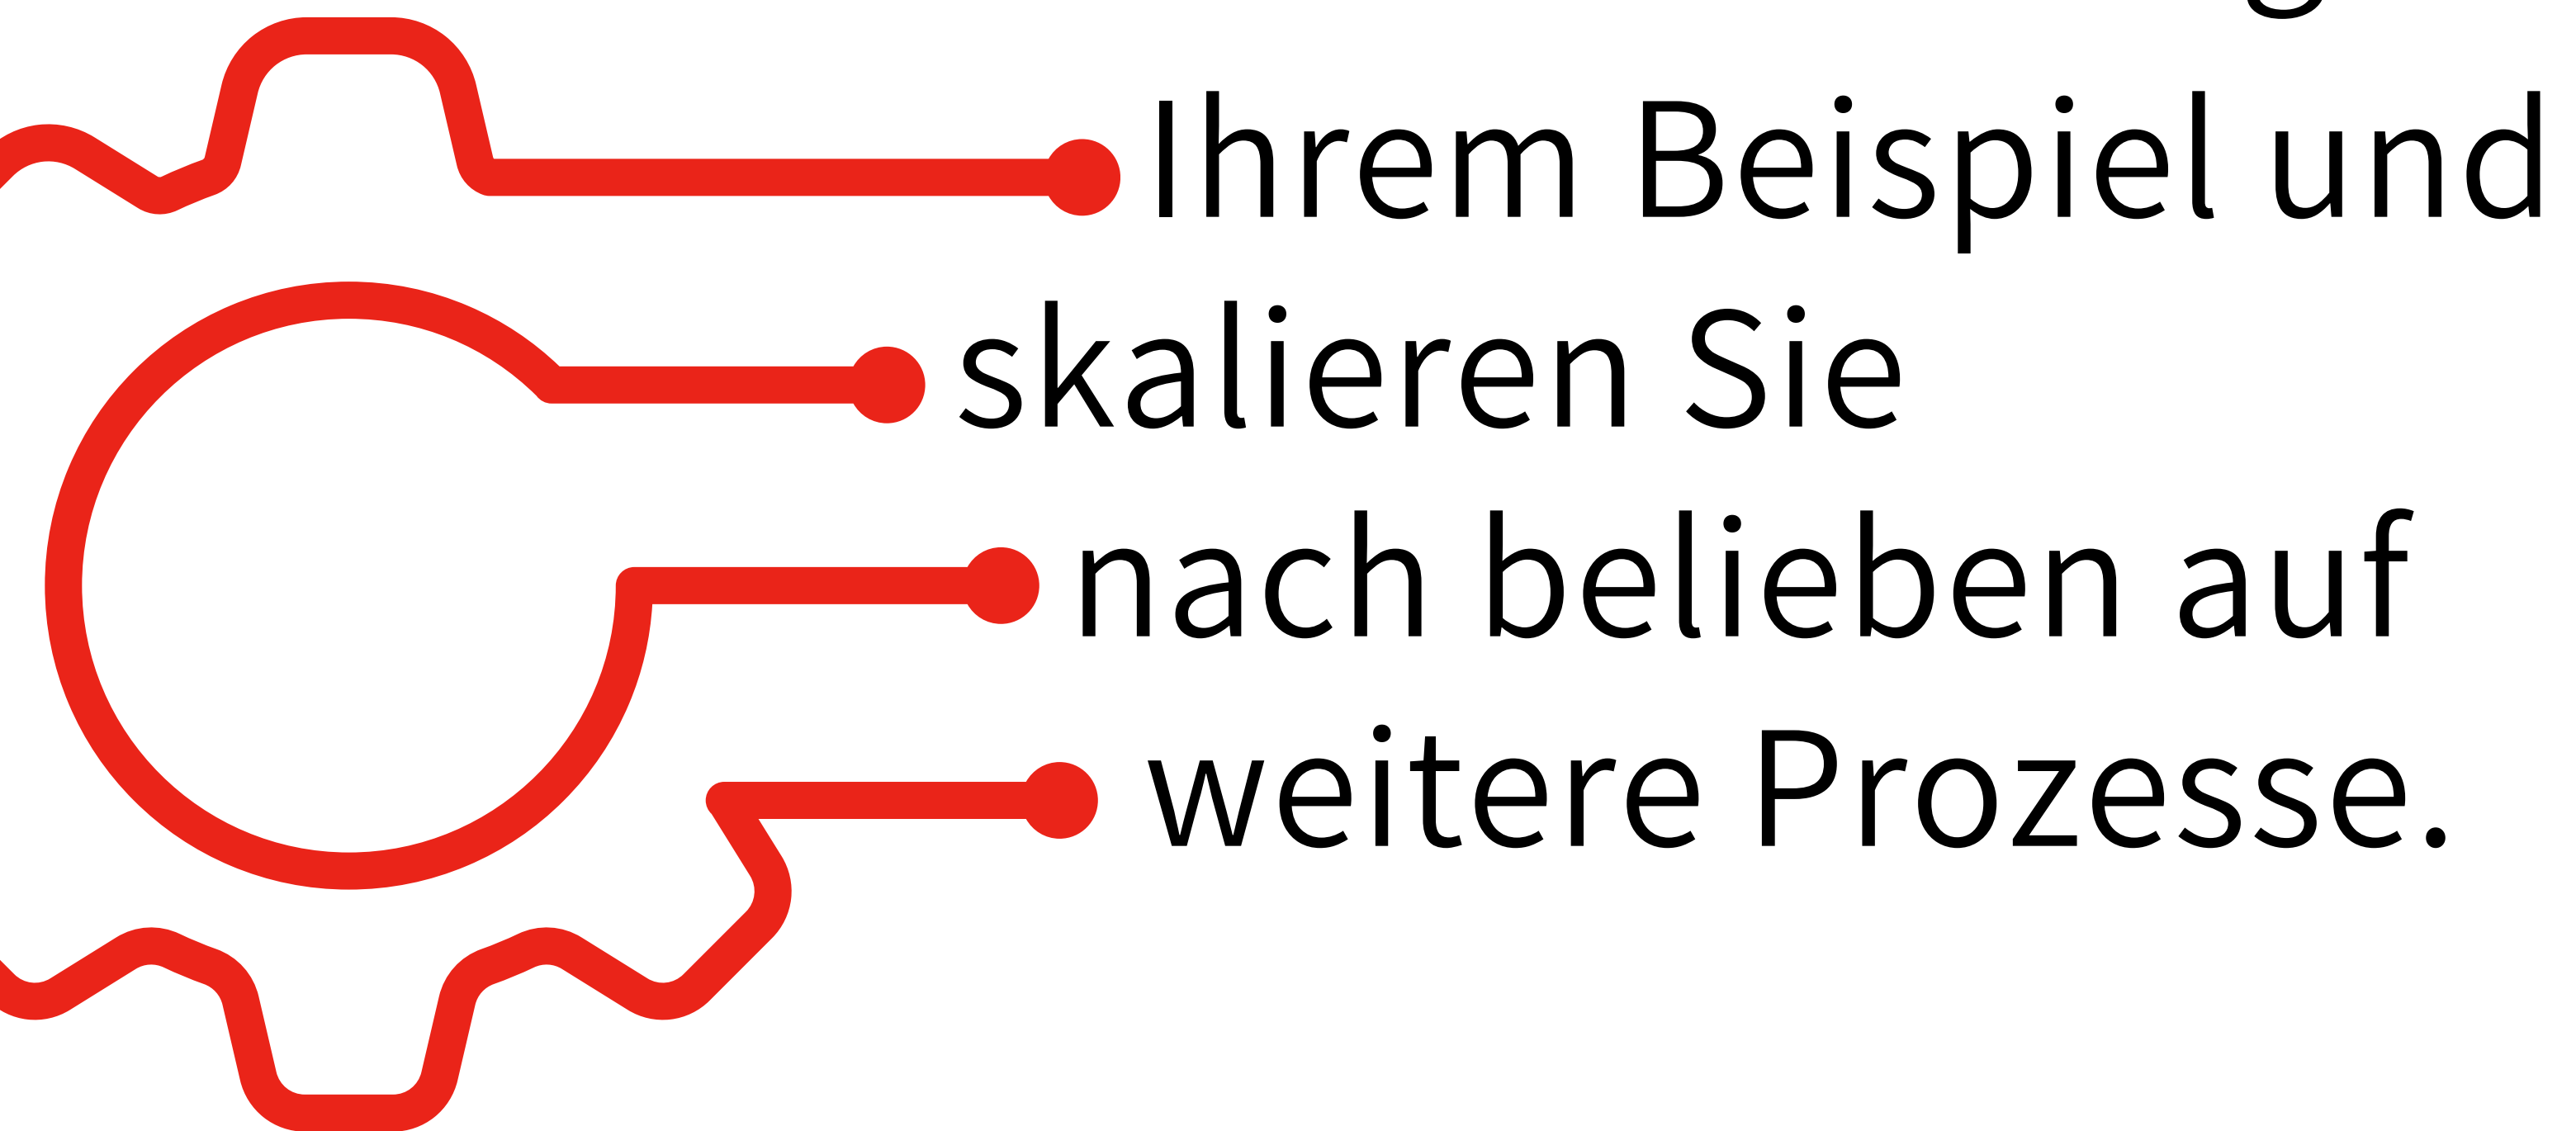 Ihrem Beispiel und
skalieren Sie
nach belieben auf
weitere Prozesse.